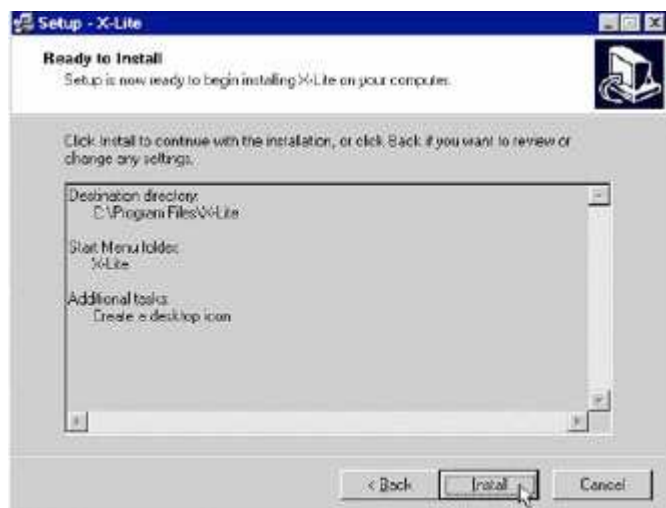 Setup - X-Lite
Ready to Install
Setup is now ready to begin installing X-Lite on your computer.
Click Install to continue with the installation, or click Back if you want to review or
change any settings.
Destination directory:
C:\Program Files\X-Lite
Start Menu folder:
X-Lite
Additional tasks:
Create a desktop icon
< Back
Install
Cancel